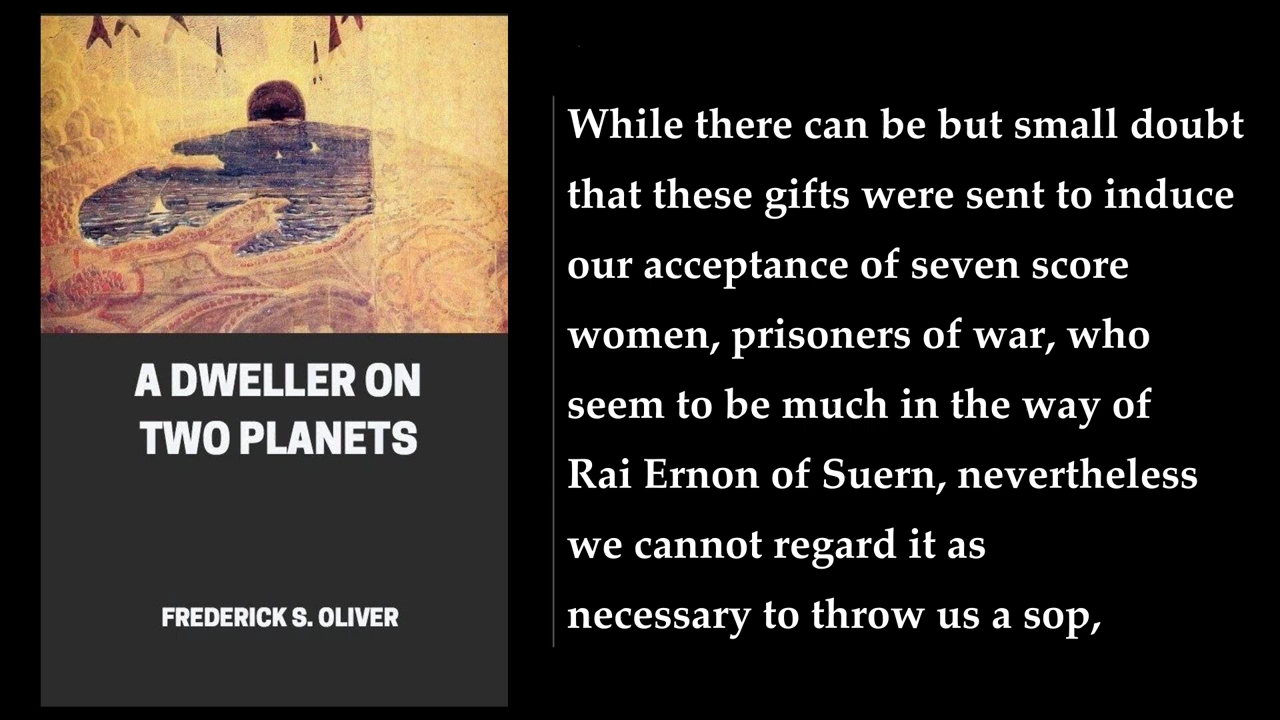 A DWELLER ON
TWO PLANETS
FREDERICK S. OLIVER
While there can be but small doubt
that these gifts were sent to induce
our acceptance of seven score
women, prisoners of war, who
seem to be much in the way of
Rai Ernon of Suern, nevertheless
we cannot regard it as
necessary to throw us a sop,